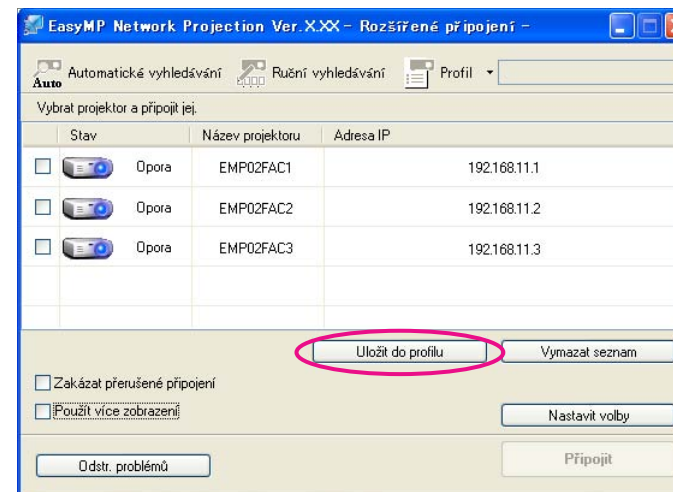 EasyMP Network Projection Ver.X.XX - Rozšířené připojení -
Auto Automatické vyhledávání Ruční vyhledávání Profil
Vybrat projektor a připojit jej.
Stav Název projektoru Adresa IP
Opora EMP02FAC1 192.168.11.1
Opora EMP02FAC2 192.168.11.2
Opora EMP02FAC3 192.168.11.3
Uložit do profilu Vymazat seznam
Zakázat přerušené připojení
Použít více zobrazení
Nastavit volby
Odstr. problémů Připojit